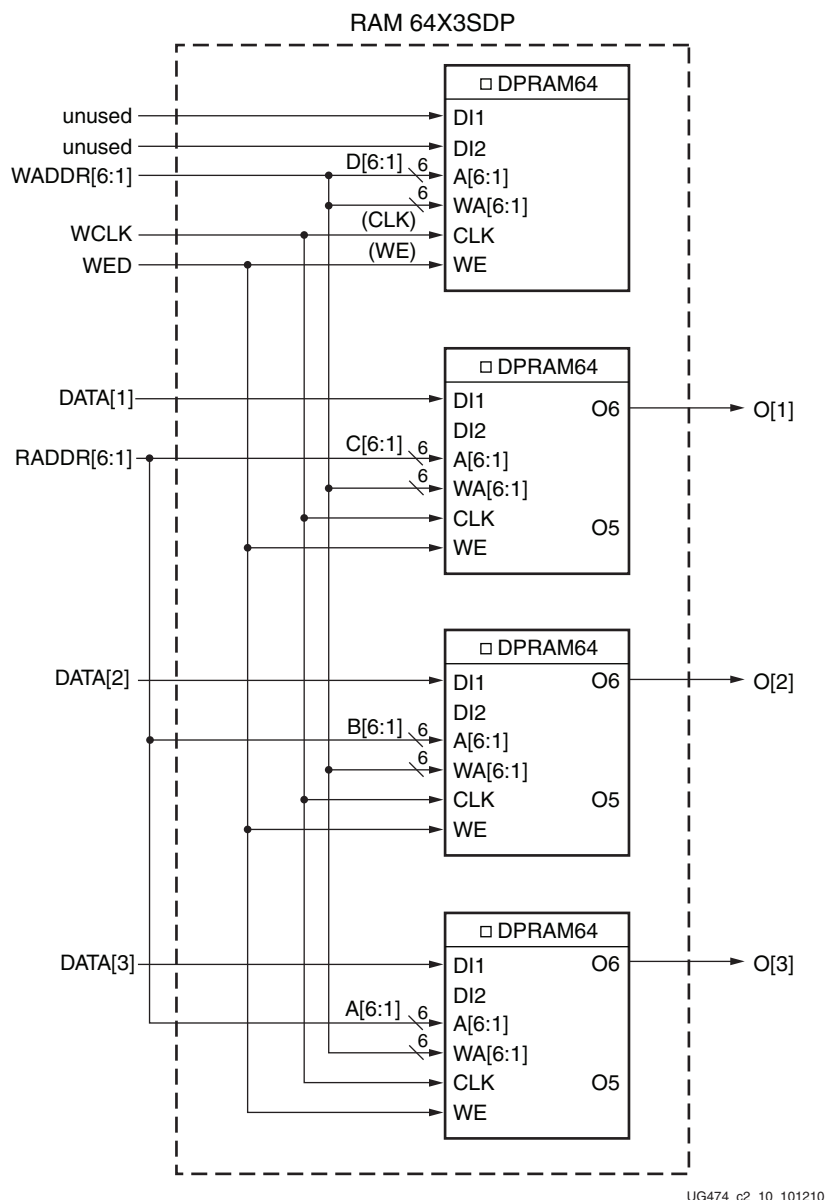 RAM 64X3SDP
DPRAM64
unused
DI1
unused
DI2
WADDR[6:1]
D[6:1]
6
A[6:1]
6
WA[6:1]
WCLK
(CLK)
CLK
WED
(WE)
WE
DPRAM64
DATA[1]
DI1
O6
O[1]
DI2
RADDR[6:1]
C[6:1]
6
A[6:1]
6
WA[6:1]
CLK
O5
WE
DPRAM64
DATA[2]
DI1
O6
O[2]
DI2
B[6:1]
6
A[6:1]
6
WA[6:1]
CLK
O5
WE
DPRAM64
DATA[3]
DI1
O6
O[3]
DI2
A[6:1]
6
A[6:1]
6
WA[6:1]
CLK
O5
WE
UG474_c2_10_101210